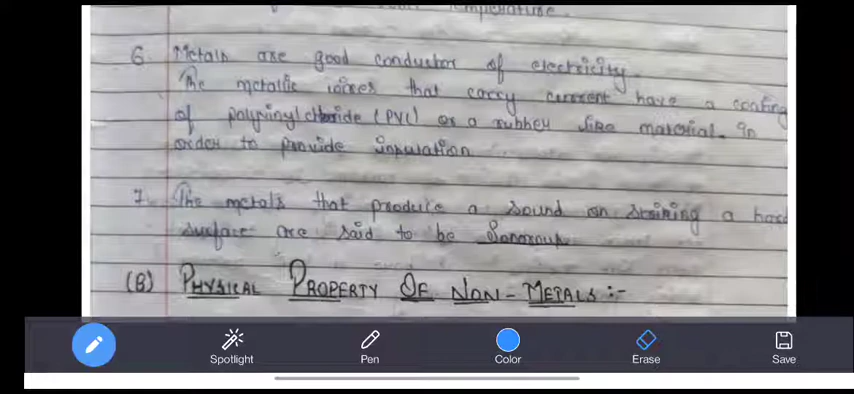 temperature.
6. Metals are good conductor of electricity.
The metallic wires that carry current have a coating
of polyvinylchloride (PVC) or a rubber like material in
order to provide insulation
7. The metals that produce a sound on striking a hard
surface are said to be Sonorous.
(B) PHYSICAL PROPERTY OF NON-METALS :-
Spotlight
Pen
Color
Erase
Save